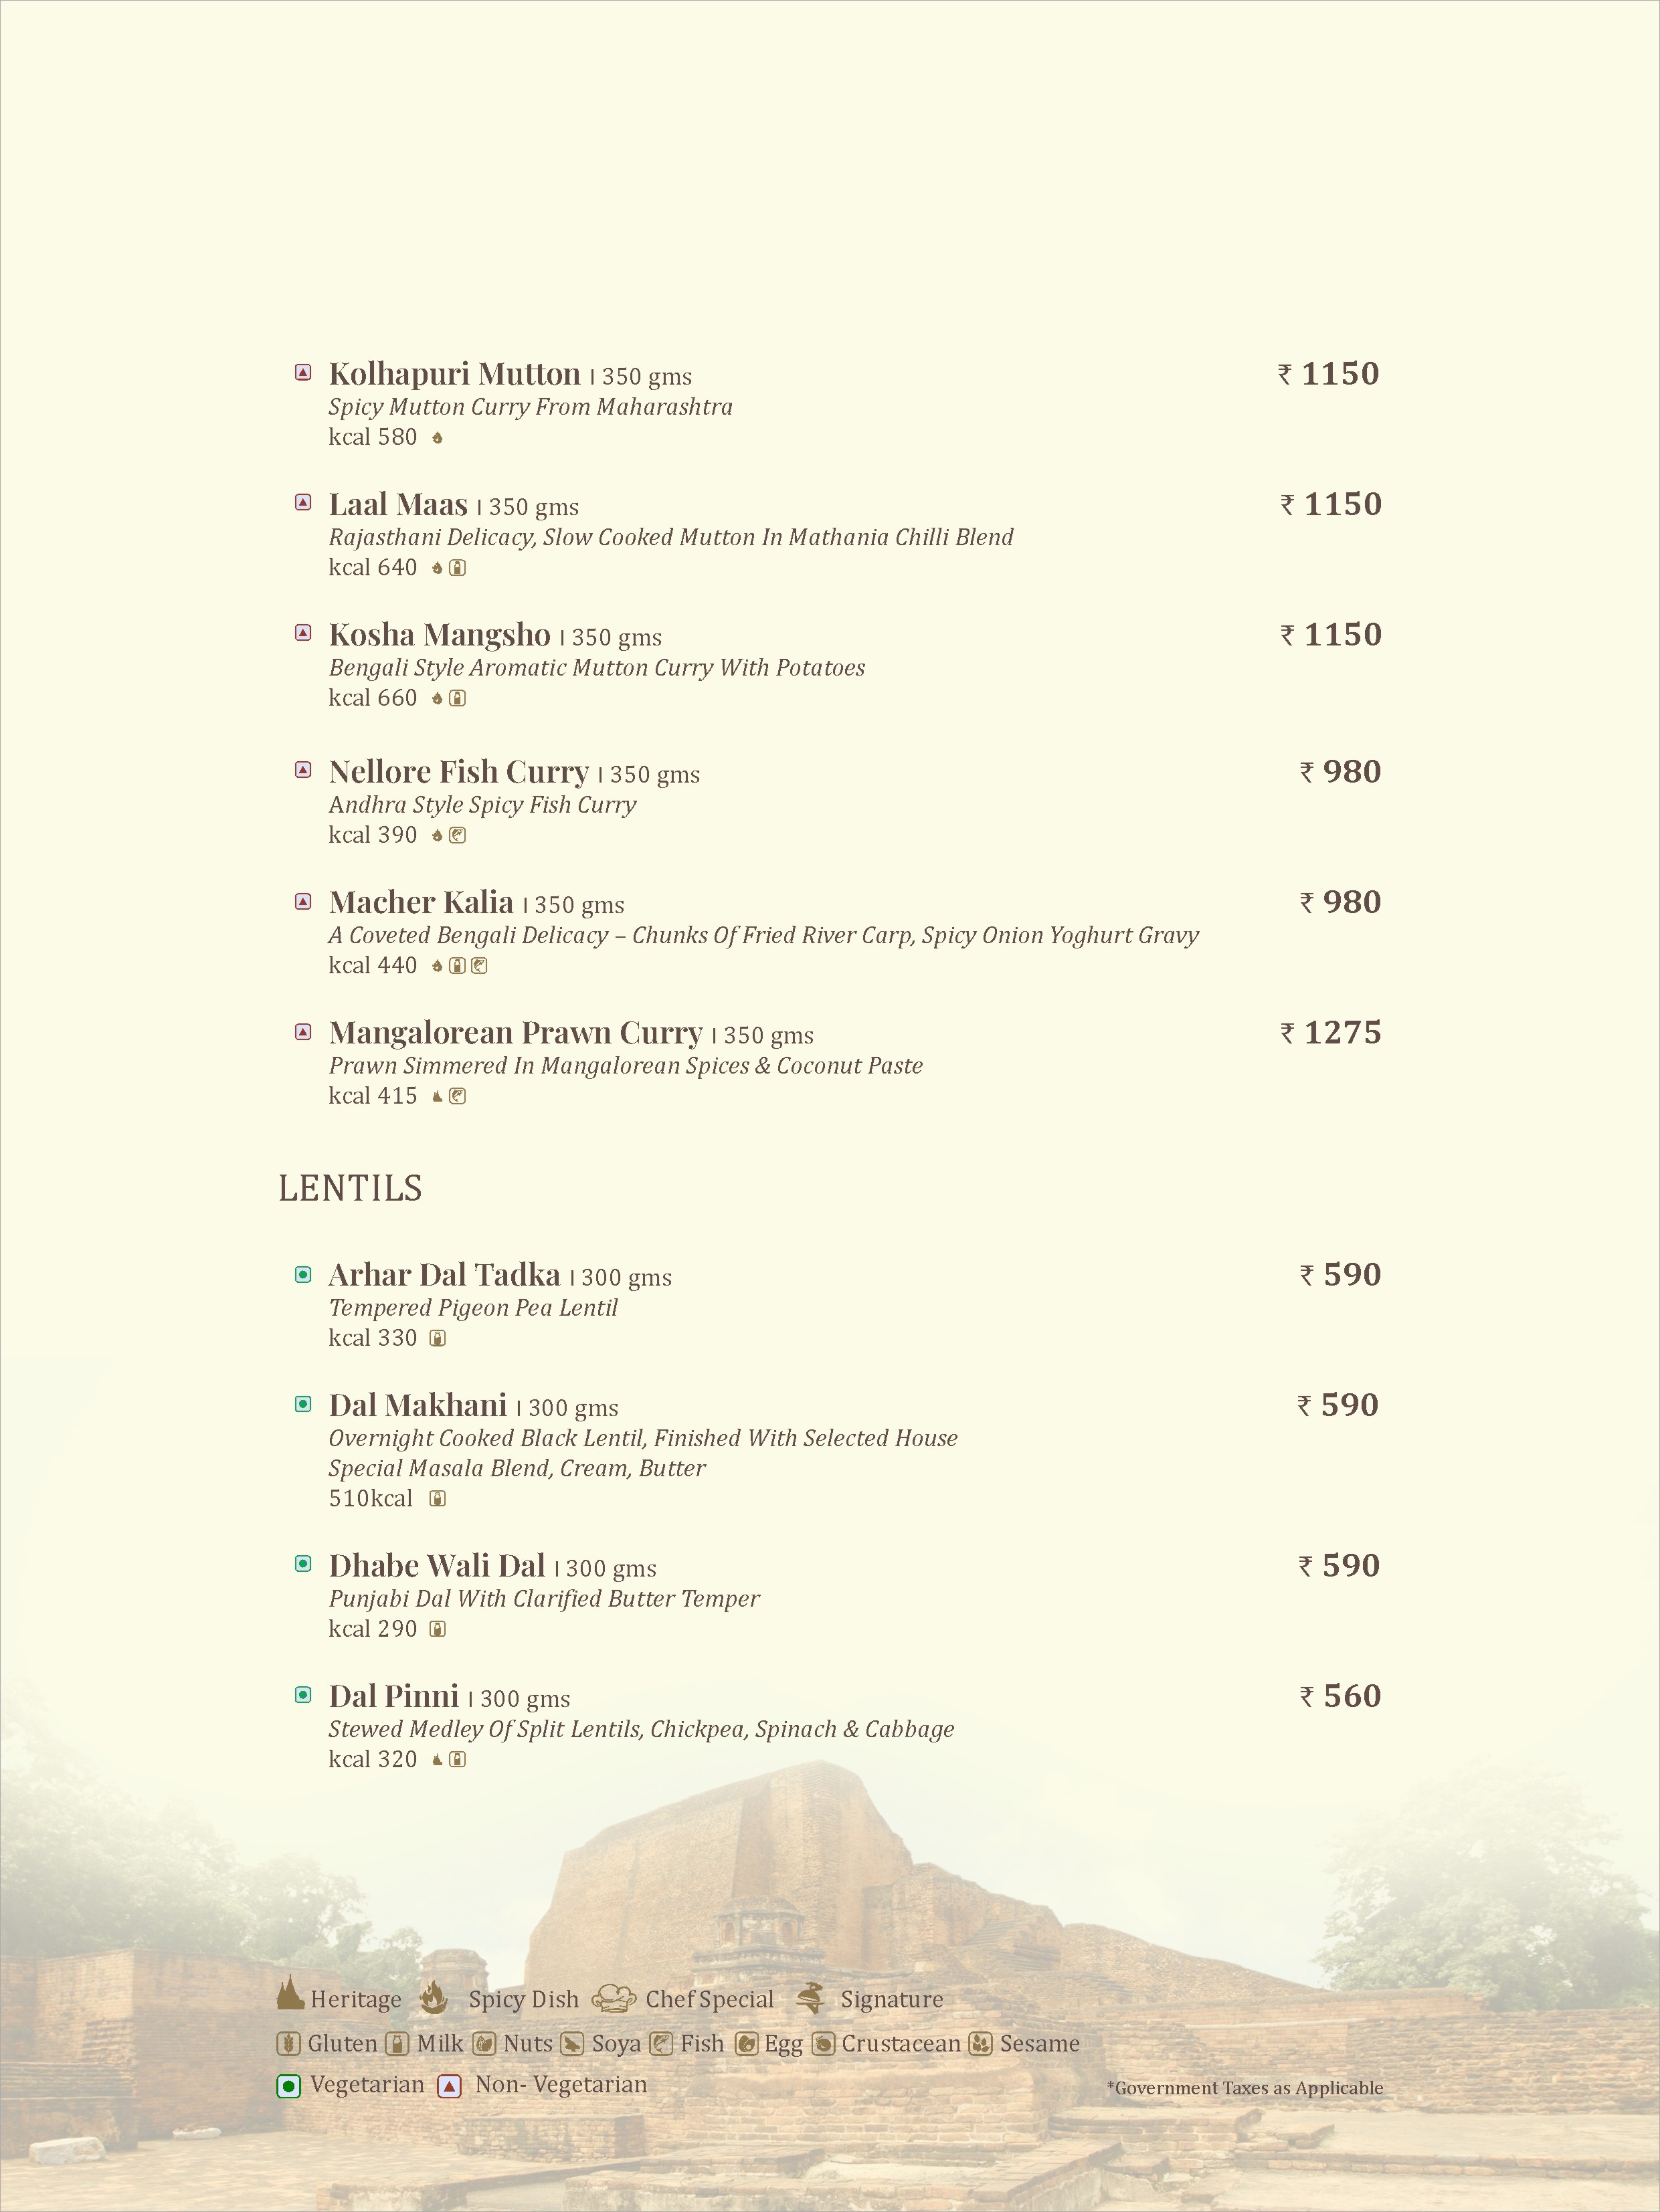 Kolhapuri Mutton | 350 gms ₹ 1150
Spicy Mutton Curry From Maharashtra
kcal 580
Laal Maas | 350 gms ₹ 1150
Rajasthani Delicacy, Slow Cooked Mutton In Mathania Chilli Blend
kcal 640
Kosha Mangsho | 350 gms ₹ 1150
Bengali Style Aromatic Mutton Curry With Potatoes
kcal 660
Nellore Fish Curry | 350 gms ₹ 980
Andhra Style Spicy Fish Curry
kcal 390
Macher Kalia | 350 gms ₹ 980
A Coveted Bengali Delicacy – Chunks Of Fried River Carp, Spicy Onion Yoghurt Gravy
kcal 440
Mangalorean Prawn Curry | 350 gms ₹ 1275
Prawn Simmered In Mangalorean Spices & Coconut Paste
kcal 415
LENTILS
Arhar Dal Tadka | 300 gms ₹ 590
Tempered Pigeon Pea Lentil
kcal 330
Dal Makhani | 300 gms ₹ 590
Overnight Cooked Black Lentil, Finished With Selected House
Special Masala Blend, Cream, Butter
510kcal
Dhabe Wali Dal | 300 gms ₹ 590
Punjabi Dal With Clarified Butter Temper
kcal 290
Dal Pinni | 300 gms ₹ 560
Stewed Medley Of Split Lentils, Chickpea, Spinach & Cabbage
kcal 320
Heritage Spicy Dish Chef Special Signature
Gluten Milk Nuts Soya Fish Egg Crustacean Sesame
Vegetarian Non- Vegetarian *Government Taxes as Applicable